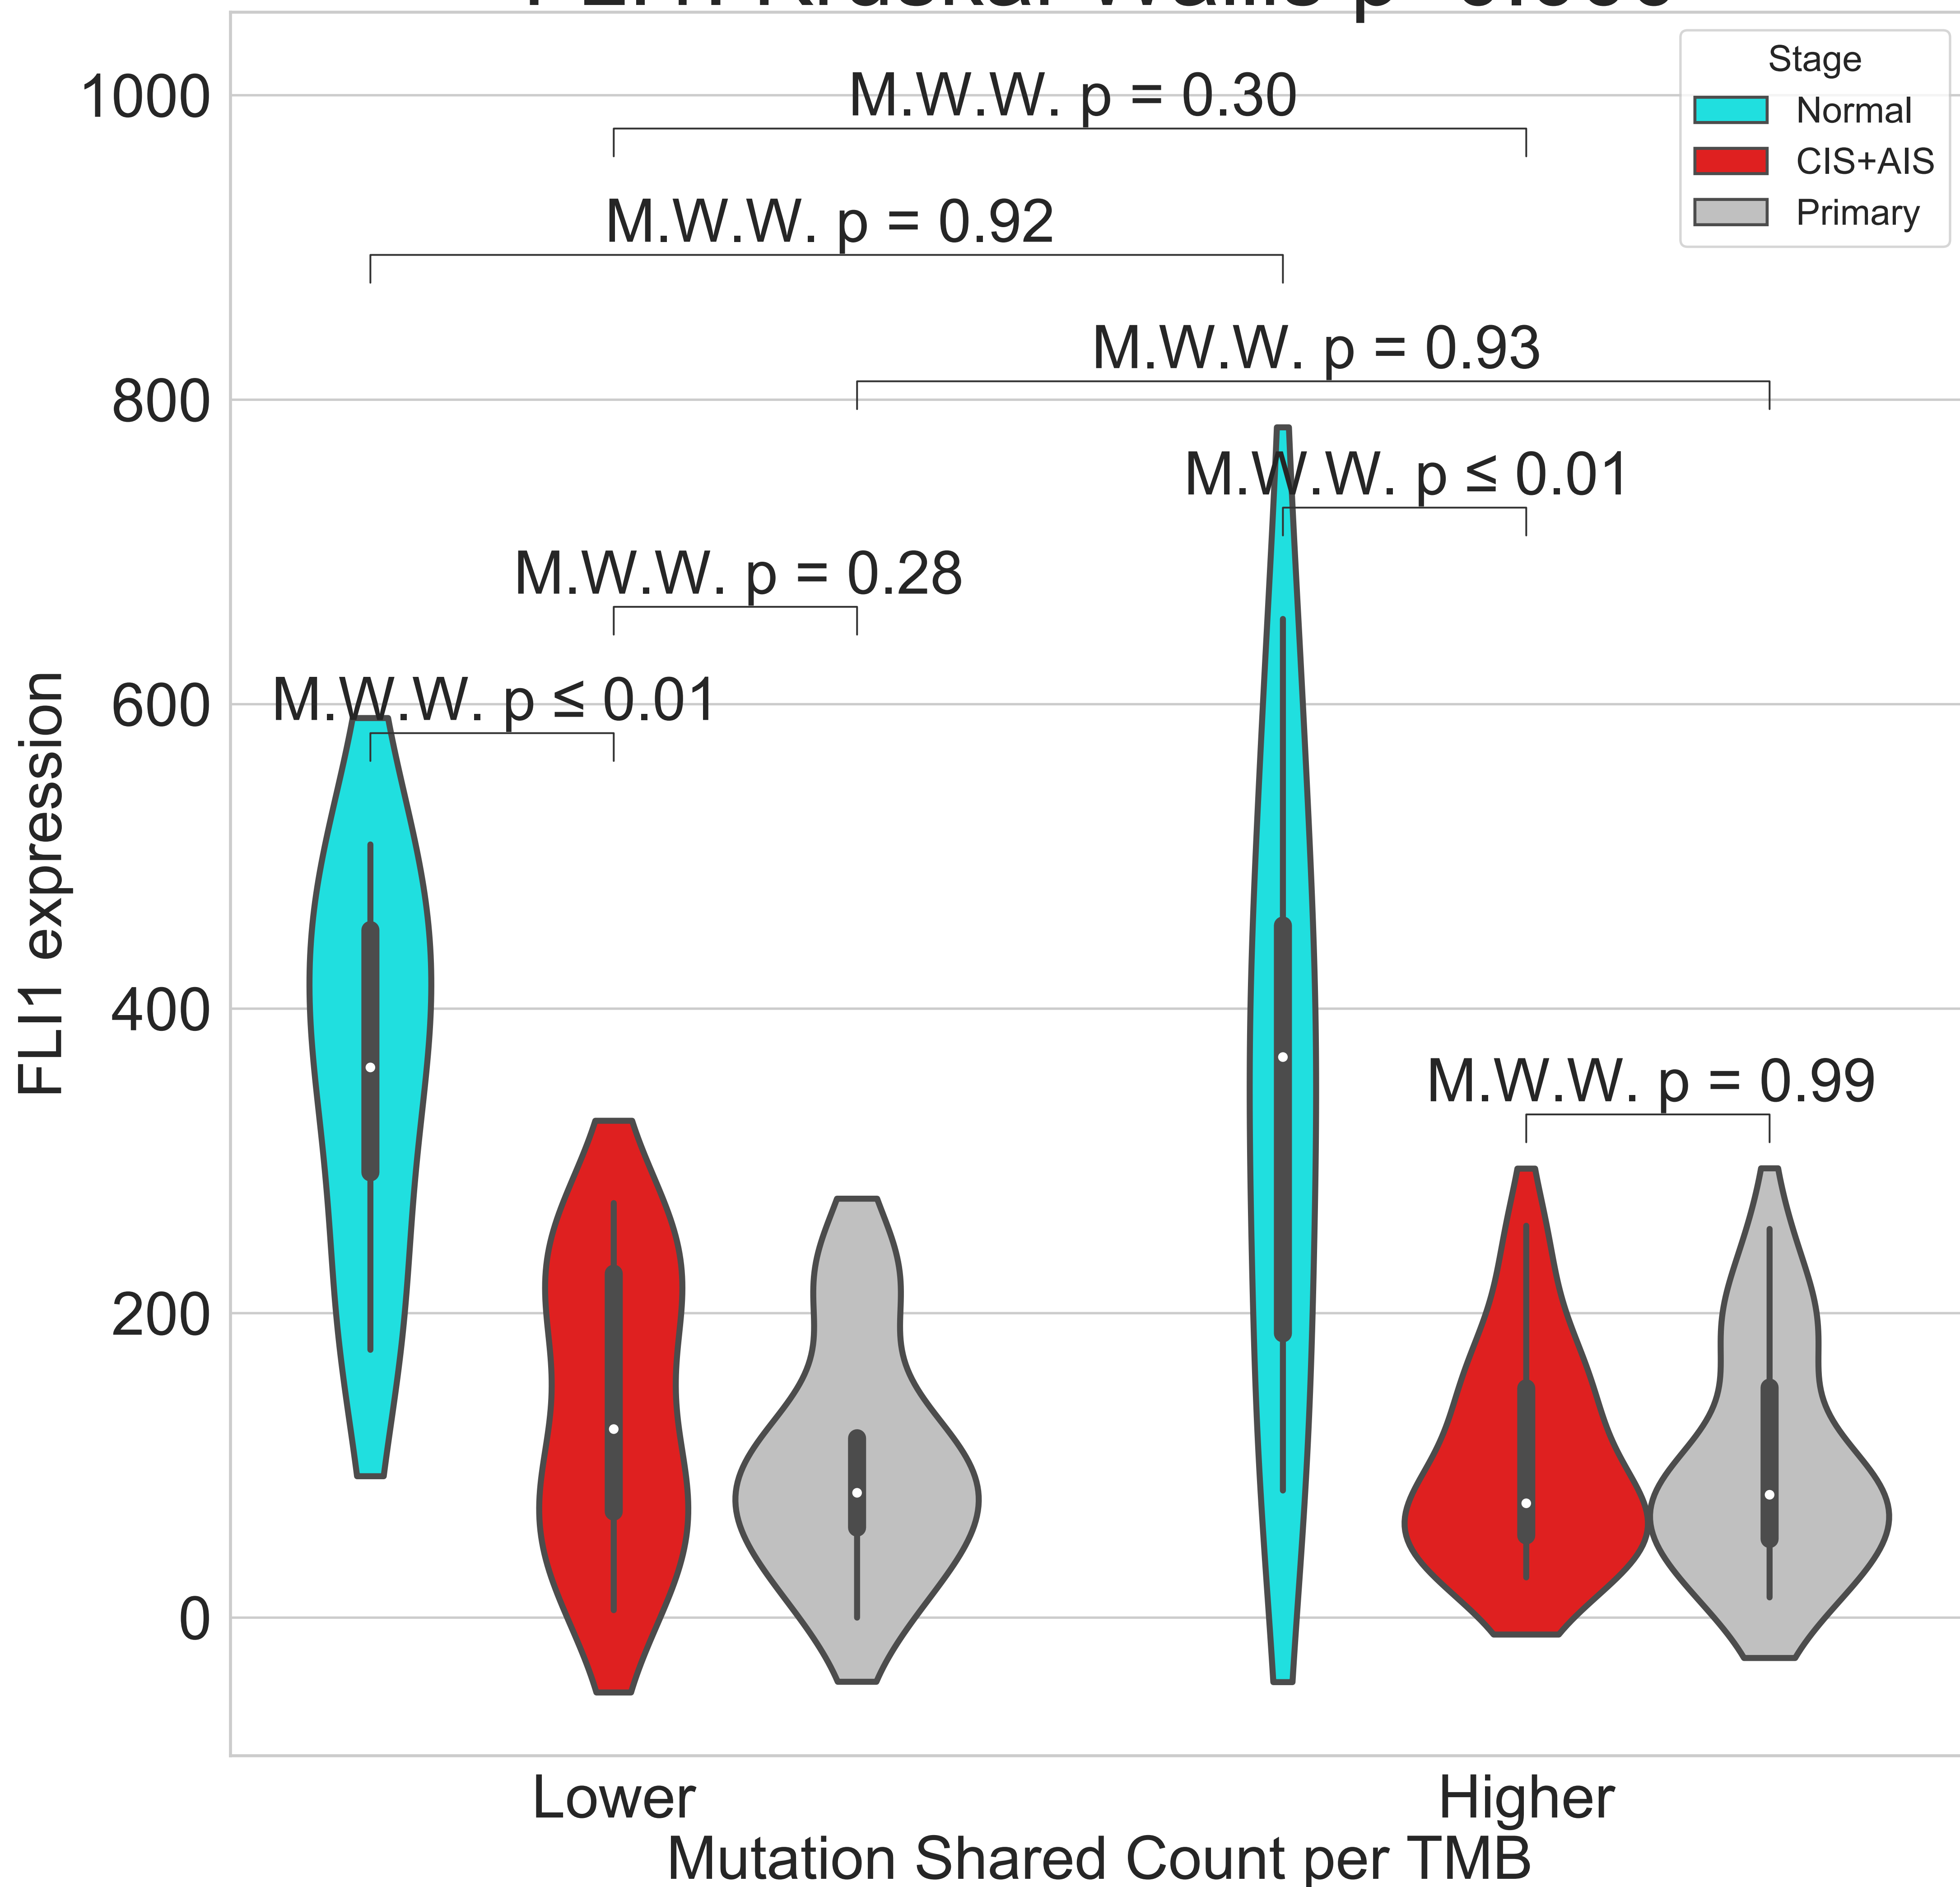 1000
800
600
400
200
0
FLI1 expression
M.W.W. p = 0.30
M.W.W. p = 0.92
M.W.W. p = 0.93
M.W.W. p ≤ 0.01
M.W.W. p = 0.28
M.W.W. p ≤ 0.01
M.W.W. p = 0.99
Stage
Normal
CIS+AIS
Primary
Lower
Higher
Mutation Shared Count per TMB